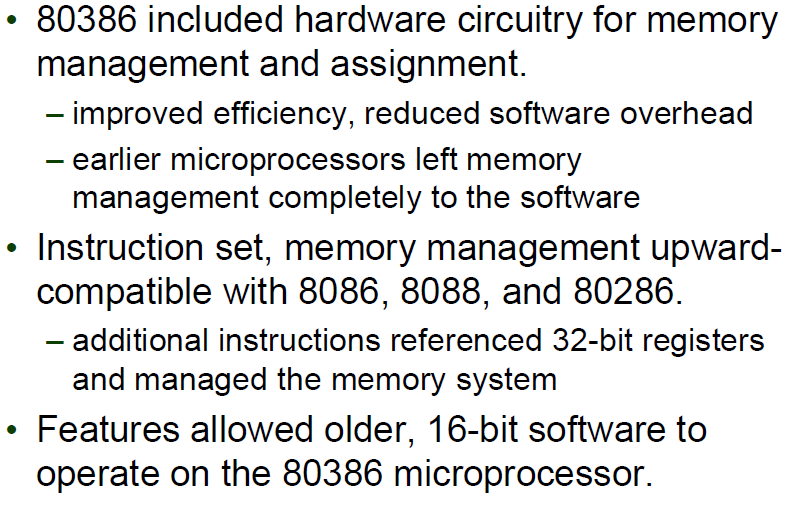 • 80386 included hardware circuitry for memory
management and assignment.
– improved efficiency, reduced software overhead
– earlier microprocessors left memory
management completely to the software
• Instruction set, memory management upward-
compatible with 8086, 8088, and 80286.
– additional instructions referenced 32-bit registers
and managed the memory system
• Features allowed older, 16-bit software to
operate on the 80386 microprocessor.